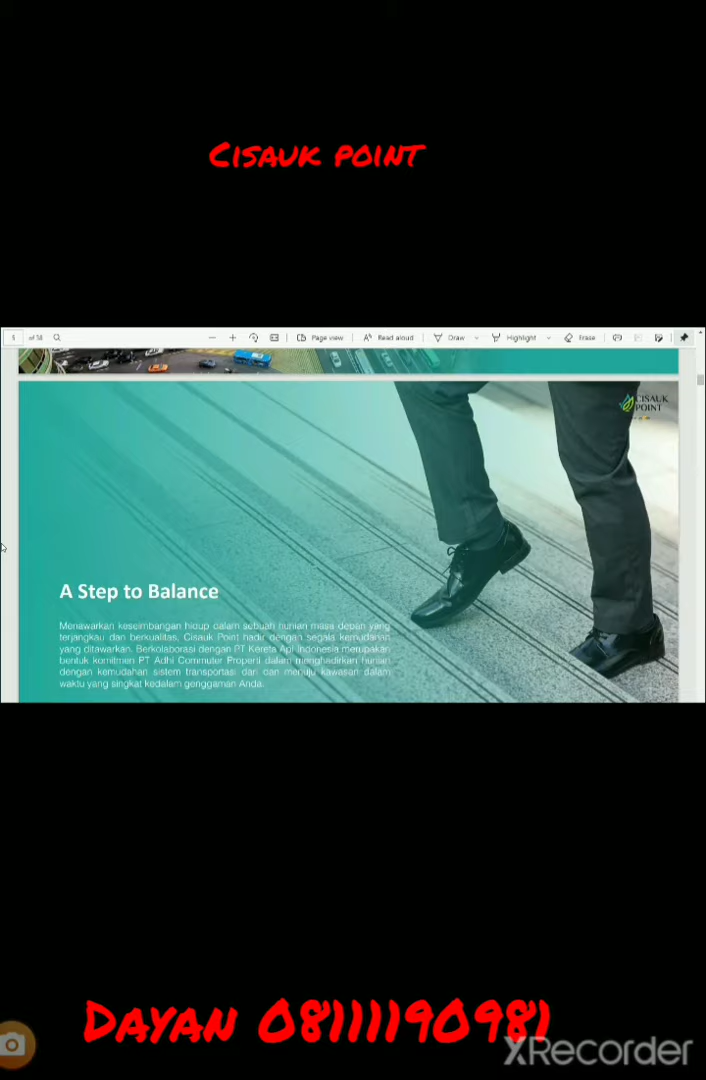 CISAUK POINT
1 of 38 Page view Read aloud Draw Highlight Erase
CISAUK
POINT
A Step to Balance
Menawarkan keseimbangan hidup dalam sebuah hunian masa depan yang
terjangkau dan berkualitas, Cisauk Point hadir dengan segala kemudahan
yang ditawarkan. Berkolaborasi dengan PT Kereta Api Indonesia merupakan
bentuk komitmen PT Adhi Commuter Properti dalam menghadirkan hunian
dengan kemudahan sistem transportasi dari dan menuju kawasan dalam
waktu yang singkat kedalam genggaman Anda.
DAYAN 08111190981
XRecorder